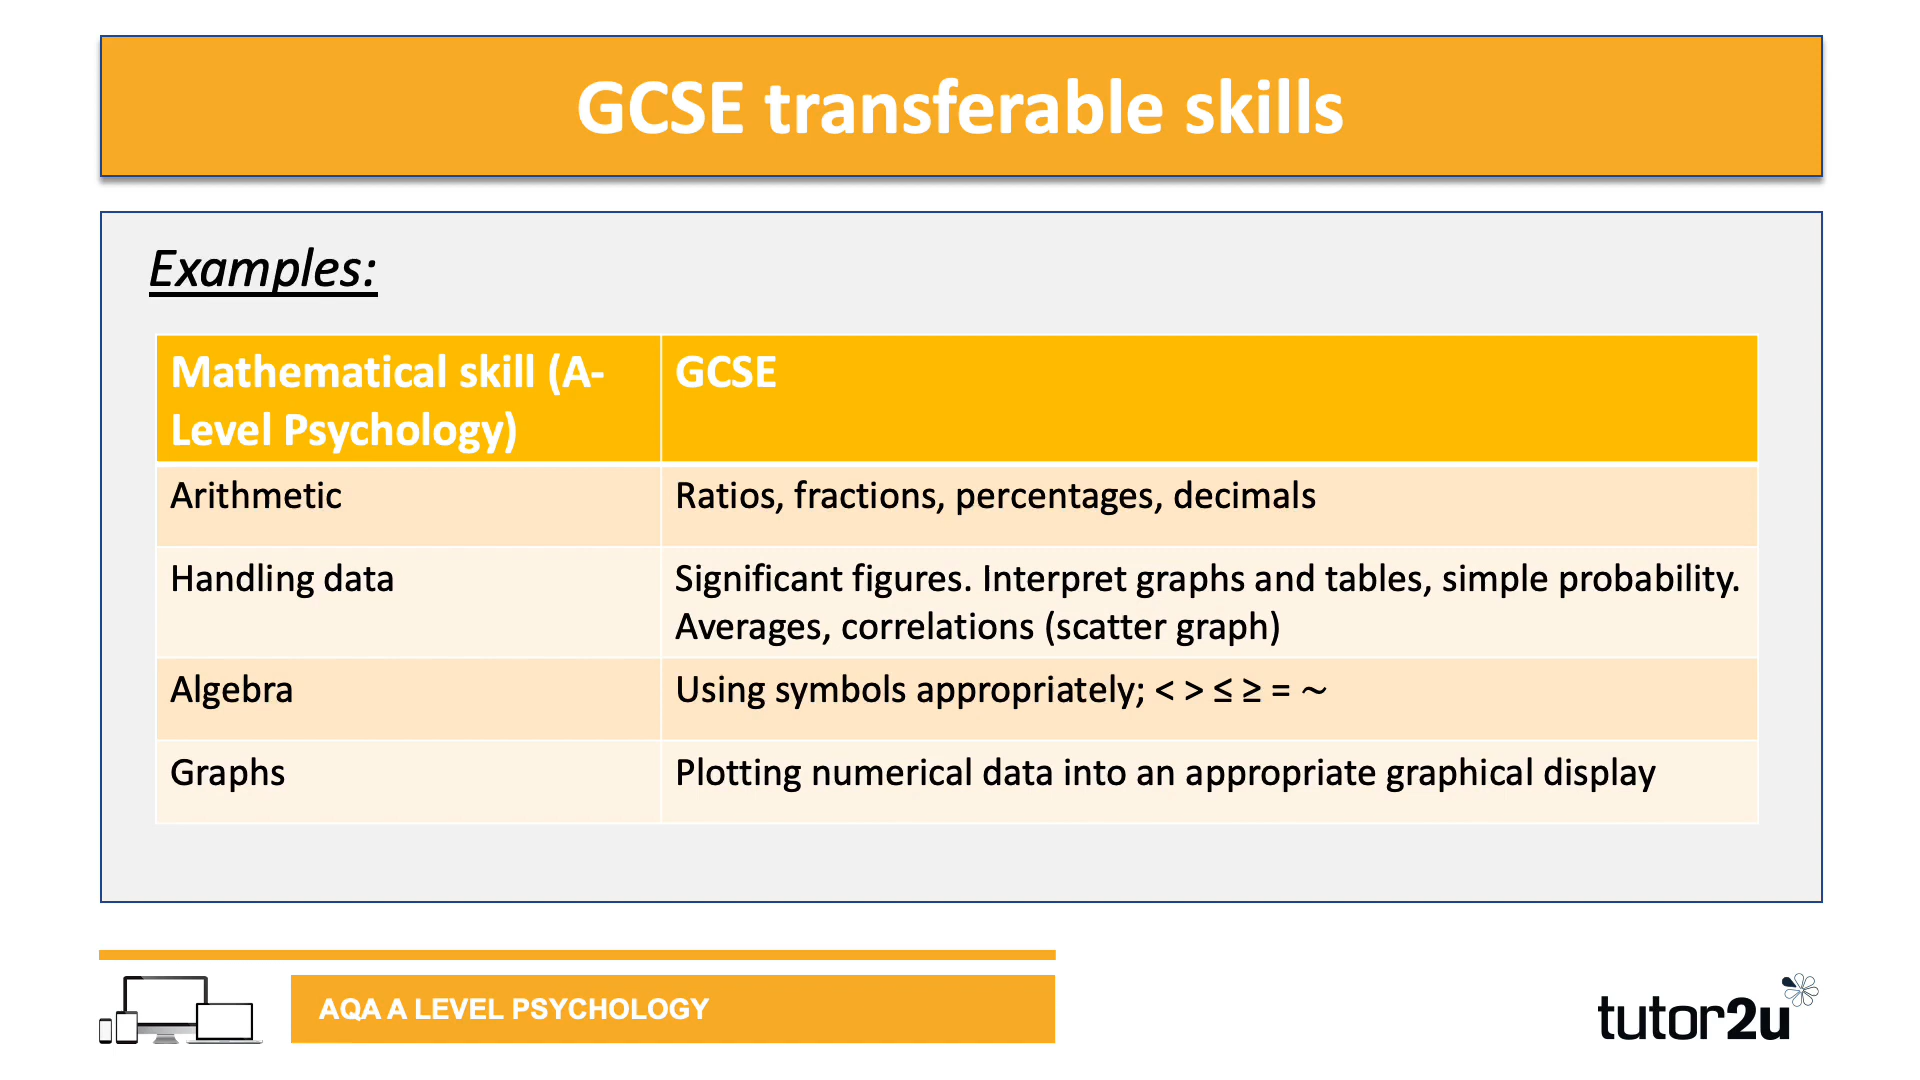 GCSE transferable skills
Examples:
Mathematical skill (A-
Level Psychology)
GCSE
Arithmetic
Ratios, fractions, percentages, decimals
Handling data
Significant figures. Interpret graphs and tables, simple probability.
Averages, correlations (scatter graph)
Algebra
Using symbols appropriately; < > ≤ ≥ = ~
Graphs
Plotting numerical data into an appropriate graphical display
AQA A LEVEL PSYCHOLOGY
tutor2u